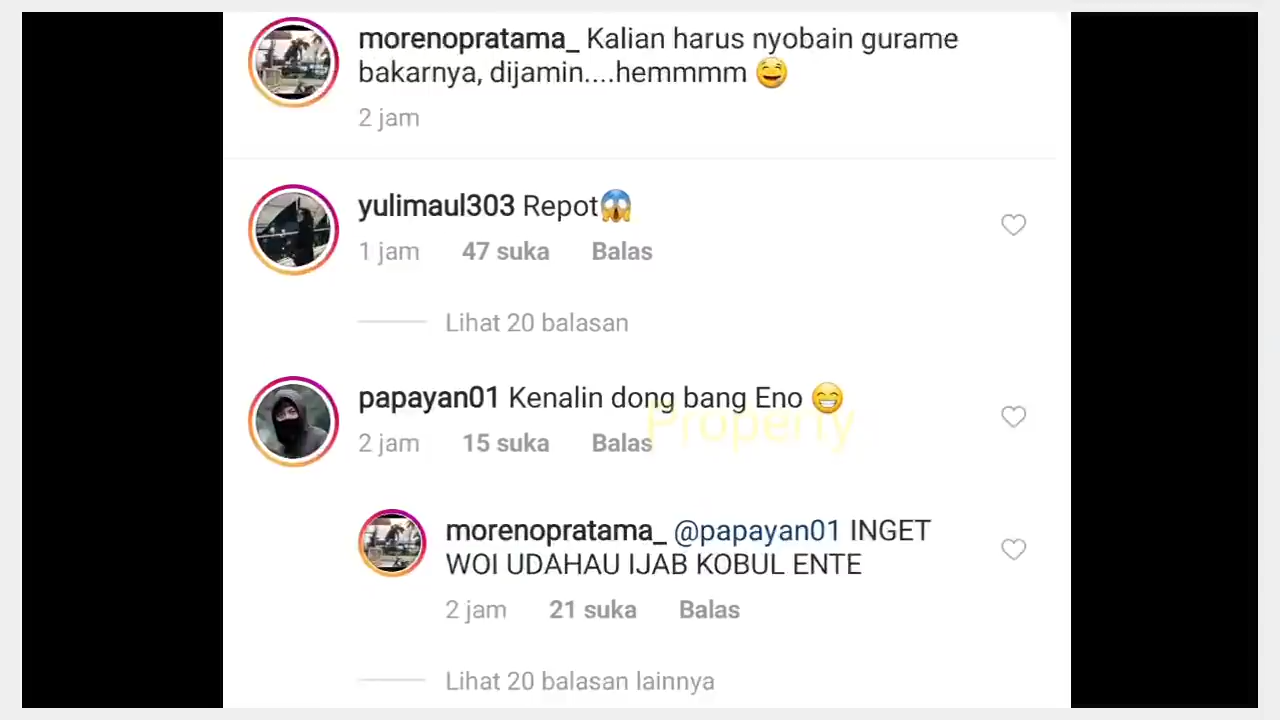 morenopratama_ Kalian harus nyobain gurame
bakarnya, dijamin....hemmmm 😄
2 jam
yulimaul303 Repot😱
1 jam 47 suka Balas
Lihat 20 balasan
papayan01 Kenalin dong bang Eno 😁
Property
2 jam 15 suka Balas
morenopratama_ @papayan01 INGET
WOI UDAHAU IJAB KOBUL ENTE
2 jam 21 suka Balas
Lihat 20 balasan lainnya